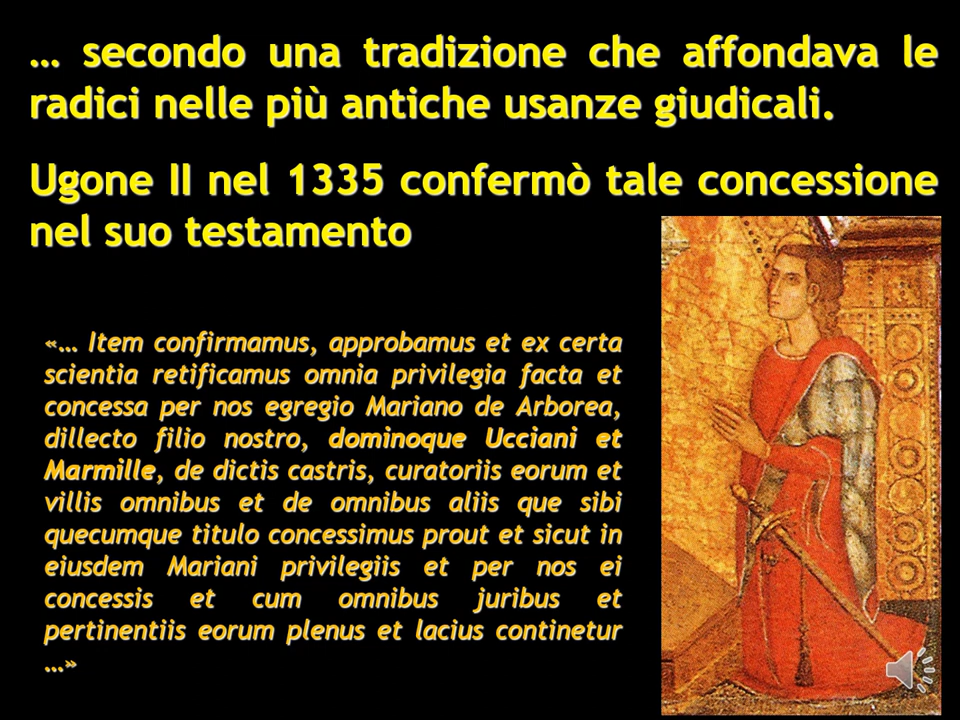 … secondo una tradizione che affondava le
radici nelle più antiche usanze giudicali.
Ugone II nel 1335 confermò tale concessione
nel suo testamento
«… Item confirmamus, approbamus et ex certa
scientia retificamus omnia privilegia facta et
concessa per nos egregio Mariano de Arborea,
dillecto filio nostro, dominoque Ucciani et
Marmille, de dictis castris, curatoriis eorum et
villis omnibus et de omnibus aliis que sibi
quecumque titulo concessimus prout et sicut in
eiusdem Mariani privilegiis et per nos ei
concessis et cum omnibus juribus et
pertinentiis eorum plenus et lacius continetur
…»